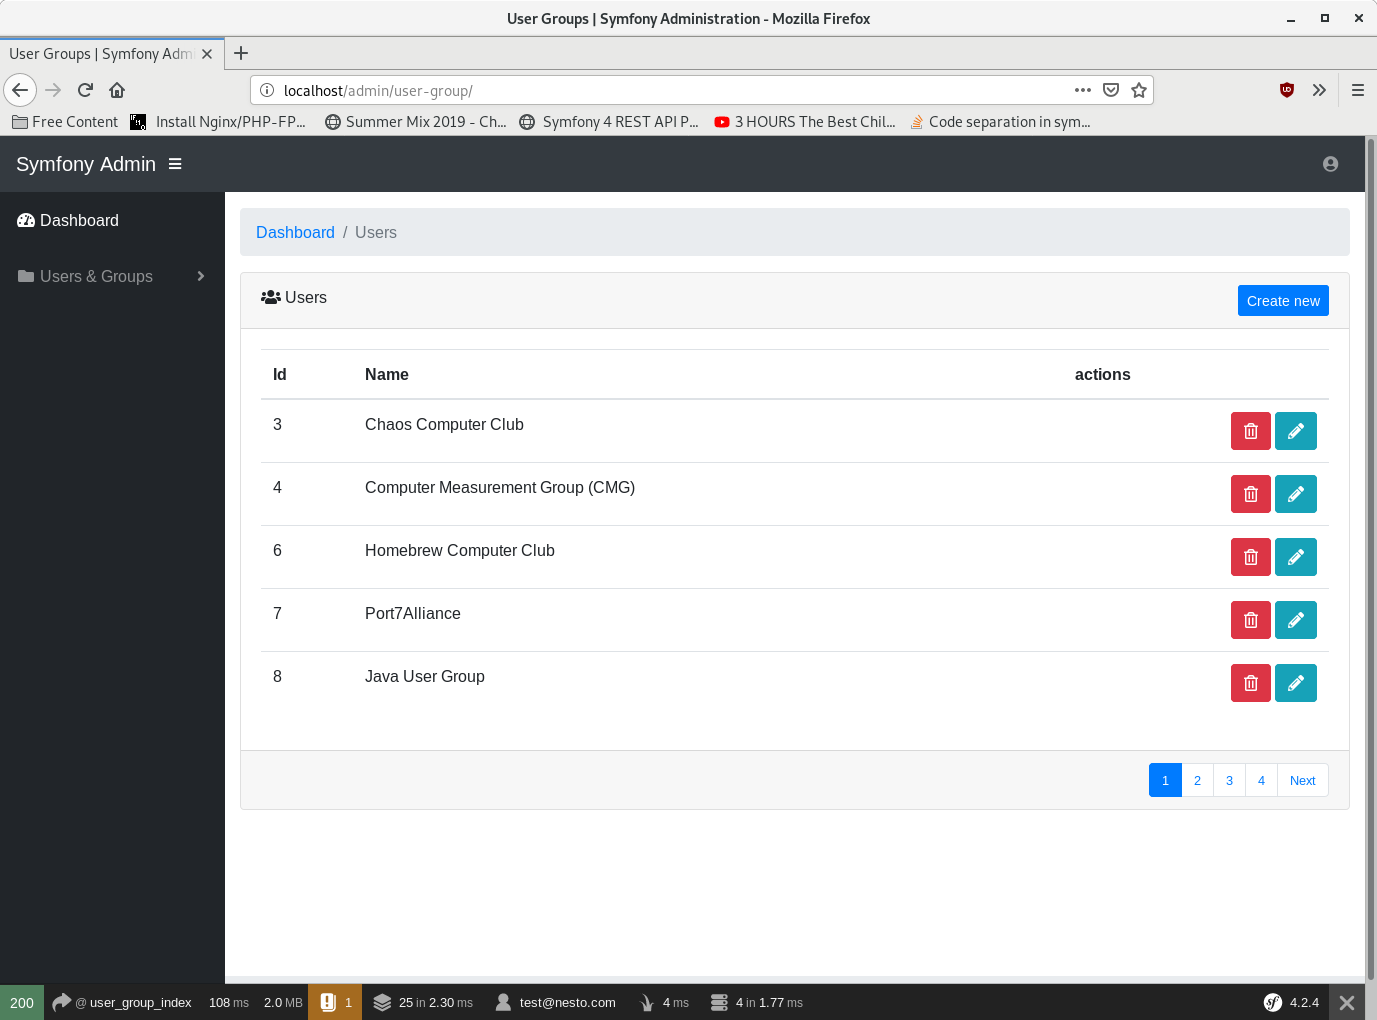 User Groups | Symfony Administration - Mozilla Firefox
User Groups | Symfony Adm
localhost/admin/user-group/
Free Content Install Nginx/PHP-FP... Summer Mix 2019 - Ch... Symfony 4 REST API P... 3 HOURS The Best Chil... Code separation in sym...
Symfony Admin
Dashboard
Users & Groups
Dashboard / Users
Users
Create new
Id Name actions
3 Chaos Computer Club
4 Computer Measurement Group (CMG)
6 Homebrew Computer Club
7 Port7Alliance
8 Java User Group
1 2 3 4 Next
200 @ user_group_index 108 ms 2.0 MB 1 25 in 2.30 ms test@nesto.com 4 ms 4 in 1.77 ms sf 4.2.4